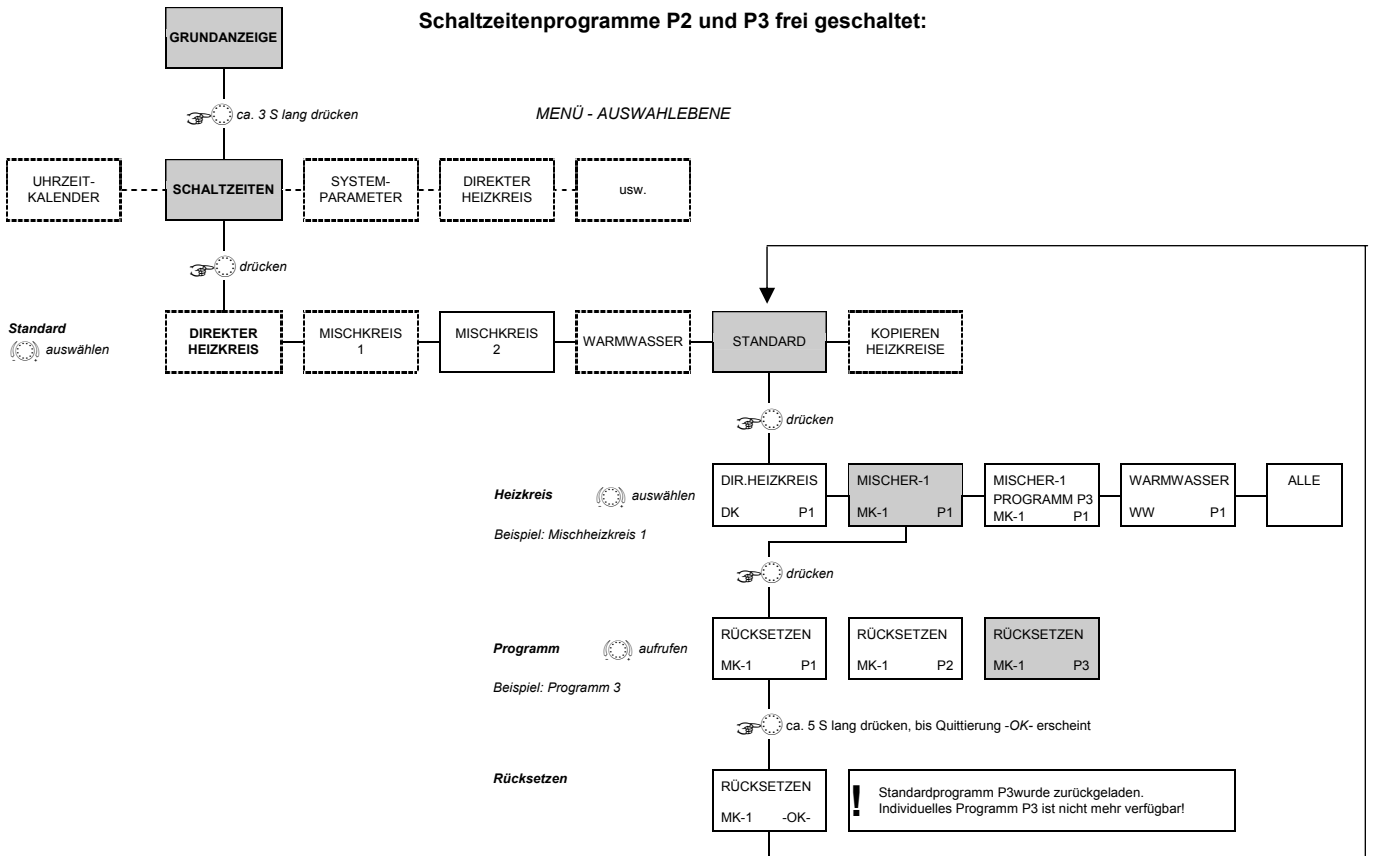 Schaltzeitenprogramme P2 und P3 frei geschaltet:
GRUNDANZEIGE
ca. 3 S lang drücken
MENÜ - AUSWAHLEBENE
UHRZEIT-
KALENDER
SCHALTZEITEN
SYSTEM-
PARAMETER
DIREKTER
HEIZKREIS
usw.
drücken
Standard
auswählen
DIREKTER
HEIZKREIS
MISCHKREIS
1
MISCHKREIS
2
WARMWASSER
STANDARD
KOPIEREN
HEIZKREISE
drücken
Heizkreis auswählen
Beispiel: Mischheizkreis 1
DIR.HEIZKREIS
DK P1
MISCHER-1
MK-1 P1
MISCHER-1
PROGRAMM P3
MK-1 P1
WARMWASSER
WW P1
ALLE
drücken
Programm aufrufen
Beispiel: Programm 3
RÜCKSETZEN
MK-1 P1
RÜCKSETZEN
MK-1 P2
RÜCKSETZEN
MK-1 P3
ca. 5 S lang drücken, bis Quittierung -OK- erscheint
Rücksetzen
RÜCKSETZEN
MK-1 -OK-
! Standardprogramm P3wurde zurückgeladen.
Individuelles Programm P3 ist nicht mehr verfügbar!